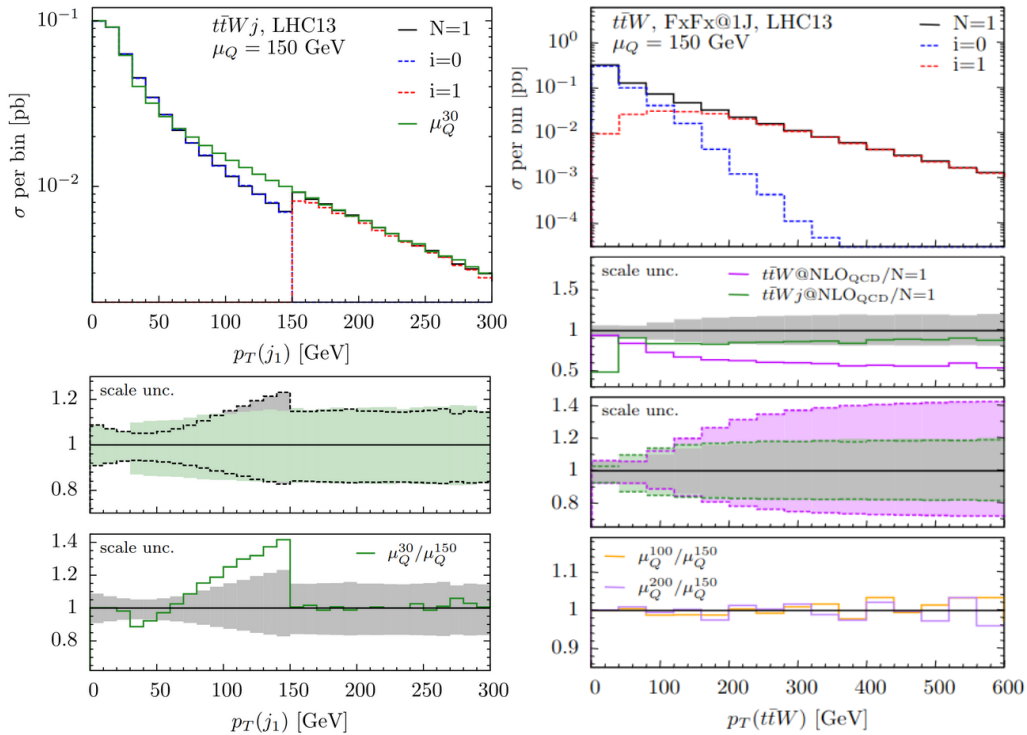 tt̄Wj, LHC13
μ_Q = 150 GeV
N=1
i=0
i=1
μ_Q^30
σ per bin [pb]
10^−1
10^−2
0 50 100 150 200 250 300
p_T(j_1) [GeV]
scale unc.
1.2
1
0.8
scale unc.
μ_Q^30/μ_Q^150
1.4
1.2
1
0.8
0 50 100 150 200 250 300
p_T(j_1) [GeV]
tt̄W, FxFx@1J, LHC13
μ_Q = 150 GeV
N=1
i=0
i=1
σ per bin [pb]
10^0
10^−1
10^−2
10^−3
10^−4
scale unc.
tt̄W@NLO_QCD/N=1
tt̄Wj@NLO_QCD/N=1
1.5
1
0.5
scale unc.
1.4
1.2
1
0.8
μ_Q^100/μ_Q^150
μ_Q^200/μ_Q^150
1.1
1
0.9
0 100 200 300 400 500 600
p_T(tt̄W) [GeV]